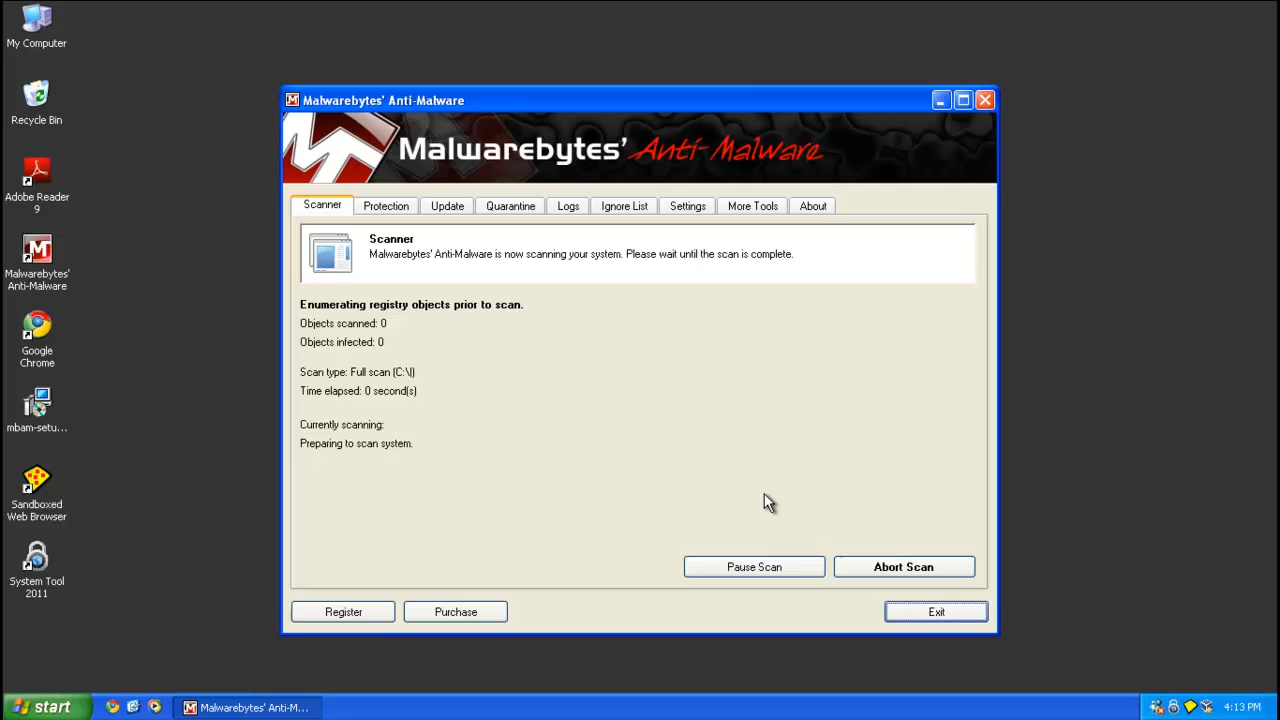 My Computer
Recycle Bin
Adobe Reader
9
Malwarebytes'
Anti-Malware
Google
Chrome
mbam-setu...
Sandboxed
Web Browser
System Tool
2011
Malwarebytes' Anti-Malware
Malwarebytes' Anti-Malware
Scanner
Protection
Update
Quarantine
Logs
Ignore List
Settings
More Tools
About
Scanner
Malwarebytes' Anti-Malware is now scanning your system. Please wait until the scan is complete.
Enumerating registry objects prior to scan.
Objects scanned: 0
Objects infected: 0
Scan type: Full scan (C:\|)
Time elapsed: 0 second(s)
Currently scanning:
Preparing to scan system.
Pause Scan
Abort Scan
Register
Purchase
Exit
start
Malwarebytes' Anti-M...
4:13 PM